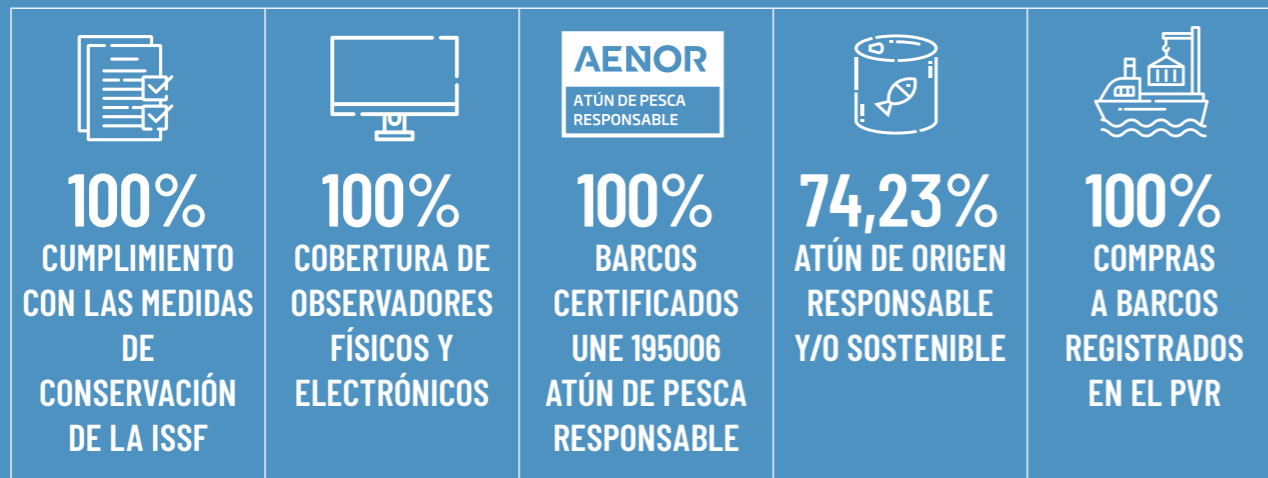 100%
CUMPLIMIENTO
CON LAS MEDIDAS
DE
CONSERVACIÓN
DE LA ISSF
100%
COBERTURA DE
OBSERVADORES
FÍSICOS Y
ELECTRÓNICOS
AENOR
ATÚN DE PESCA
RESPONSABLE
100%
BARCOS
CERTIFICADOS
UNE 195006
ATÚN DE PESCA
RESPONSABLE
74,23%
ATÚN DE ORIGEN
RESPONSABLE
Y/O SOSTENIBLE
100%
COMPRAS
A BARCOS
REGISTRADOS
EN EL PVR